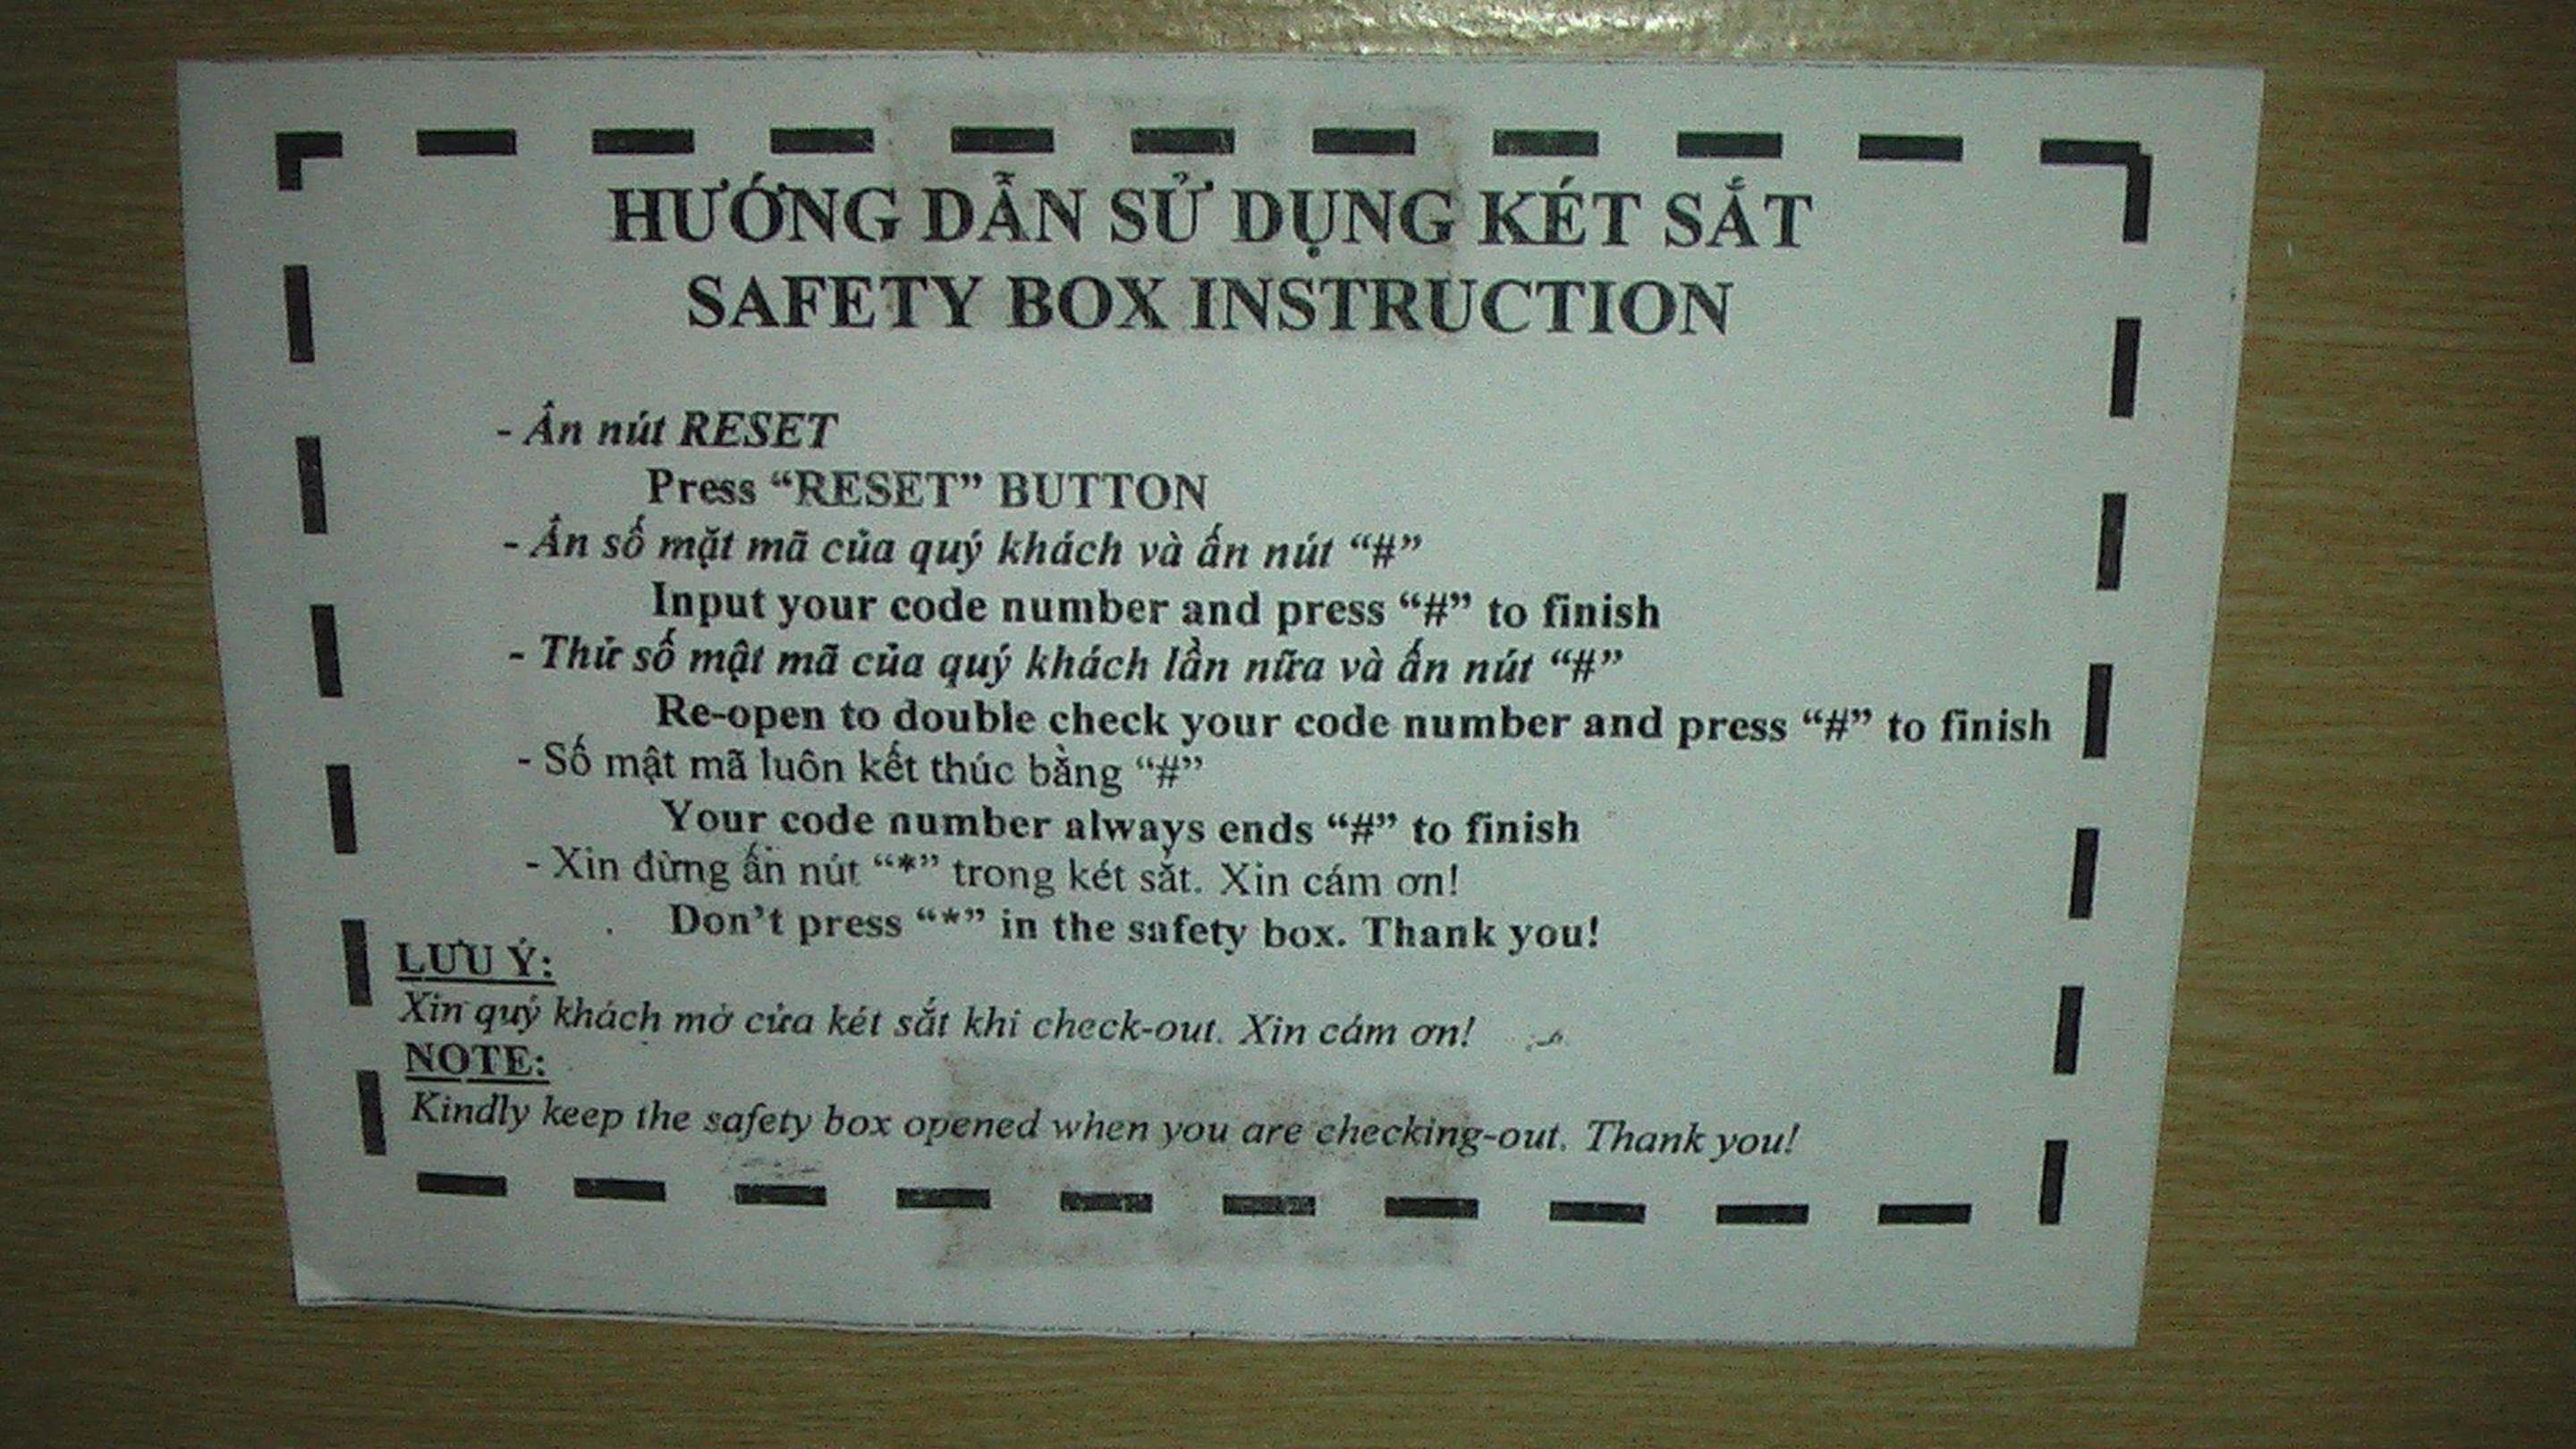 HƯỚNG DẪN SỬ DỤNG KÉT SẮT
SAFETY BOX INSTRUCTION
- Ấn nút RESET
Press “RESET” BUTTON
- Ấn số mặt mã của quý khách và ấn nút “#”
Input your code number and press “#” to finish
- Thử số mật mã của quý khách lần nữa và ấn nút “#”
Re-open to double check your code number and press “#” to finish
- Số mật mã luôn kết thúc bằng “#”
Your code number always ends “#” to finish
- Xin đừng ấn nút “*” trong két sắt. Xin cám ơn!
Don’t press “*” in the safety box. Thank you!
LƯU Ý:
Xin quý khách mở cửa két sắt khi check-out. Xin cám ơn!
NOTE:
Kindly keep the safety box opened when you are checking-out. Thank you!